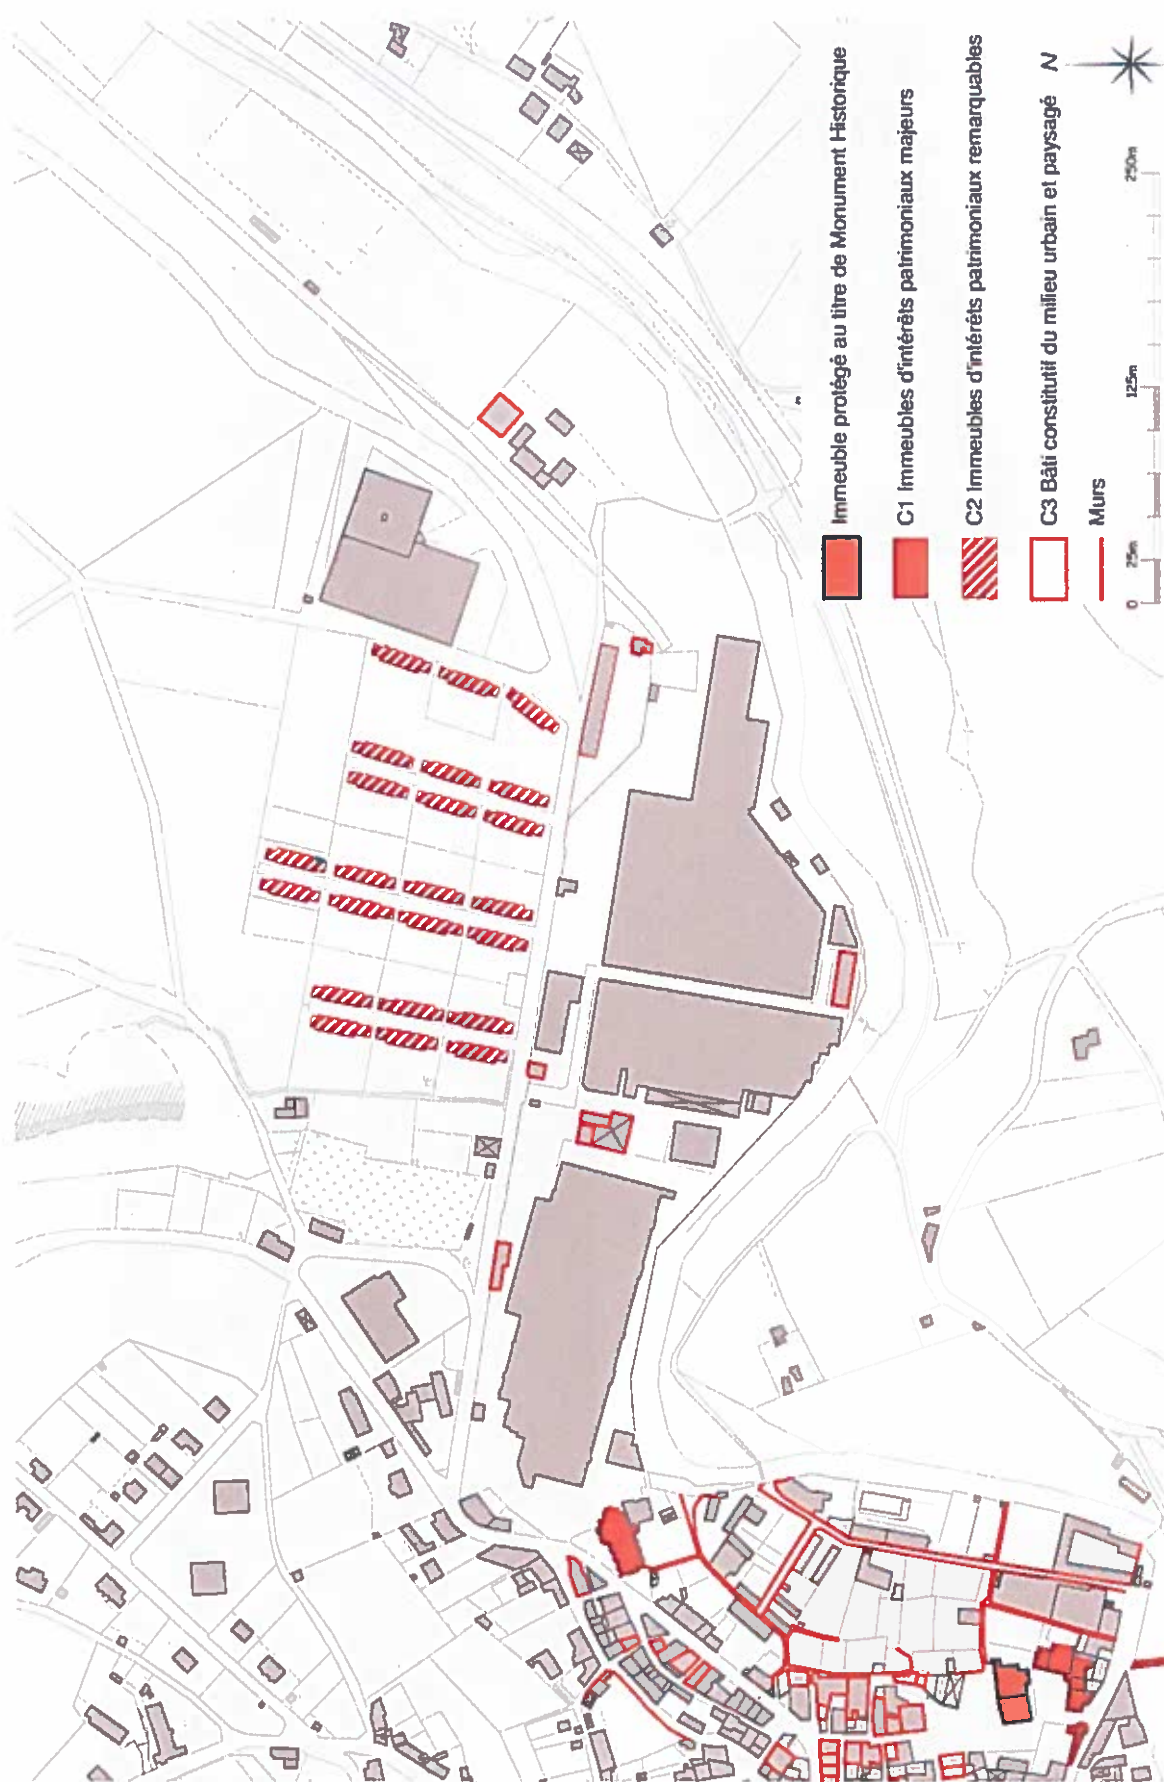 Immeuble protégé au titre de Monument Historique
C1 Immeubles d'intérêts patrimoniaux majeurs
C2 Immeubles d'intérêts patrimoniaux remarquables
C3 Bâti constitutif du milieu urbain et paysagé
Murs
N
0 25m 125m 250m